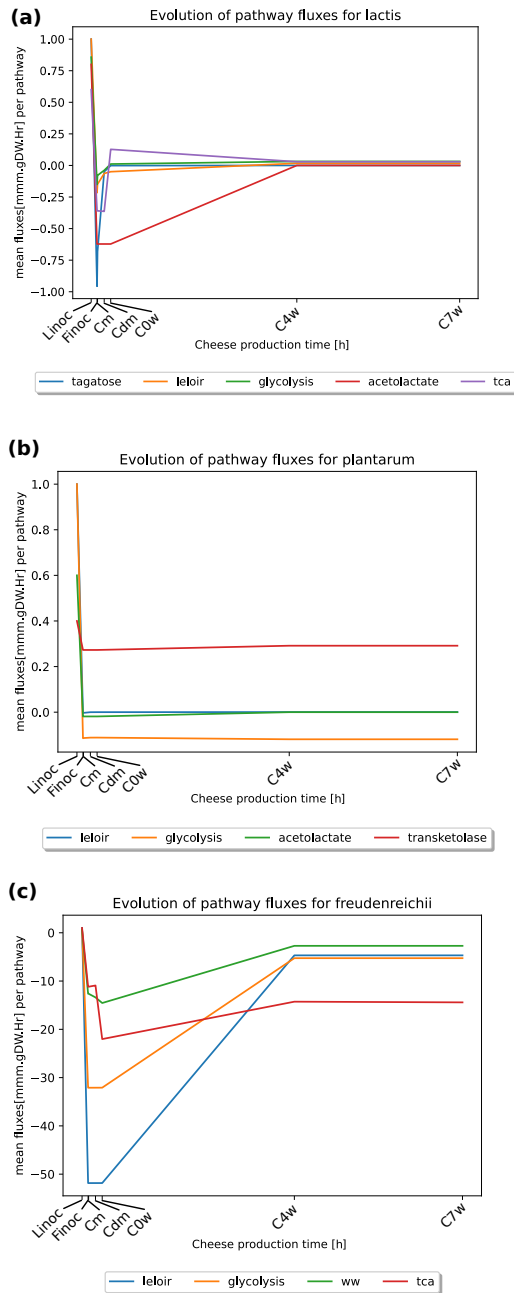 (a)
Evolution of pathway fluxes for lactis
mean fluxes[mmm.gDW.Hr] per pathway
1.00
0.75
0.50
0.25
0.00
−0.25
−0.50
−0.75
−1.00
Linoc
Finoc
Cm
Cdm
C0w
C4w
C7w
Cheese production time [h]
tagatose leloir glycolysis acetolactate tca
(b)
Evolution of pathway fluxes for plantarum
mean fluxes[mmm.gDW.Hr] per pathway
1.0
0.8
0.6
0.4
0.2
0.0
Linoc
Finoc
Cm
Cdm
C0w
C4w
C7w
Cheese production time [h]
leloir glycolysis acetolactate transketolase
(c)
Evolution of pathway fluxes for freudenreichii
mean fluxes[mmm.gDW.Hr] per pathway
0
−10
−20
−30
−40
−50
Linoc
Finoc
Cm
Cdm
C0w
C4w
C7w
Cheese production time [h]
leloir glycolysis ww tca